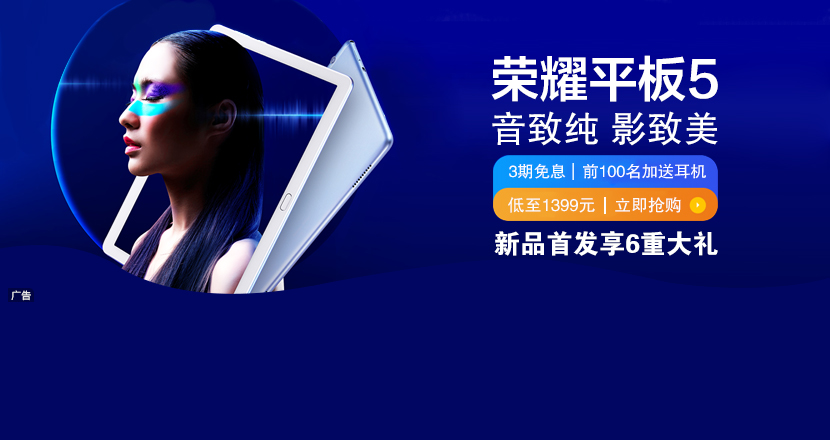 荣耀平板5
音致纯 影致美
3期免息 | 前100名加送耳机
低至1399元 | 立即抢购
新品首发享6重大礼
广告